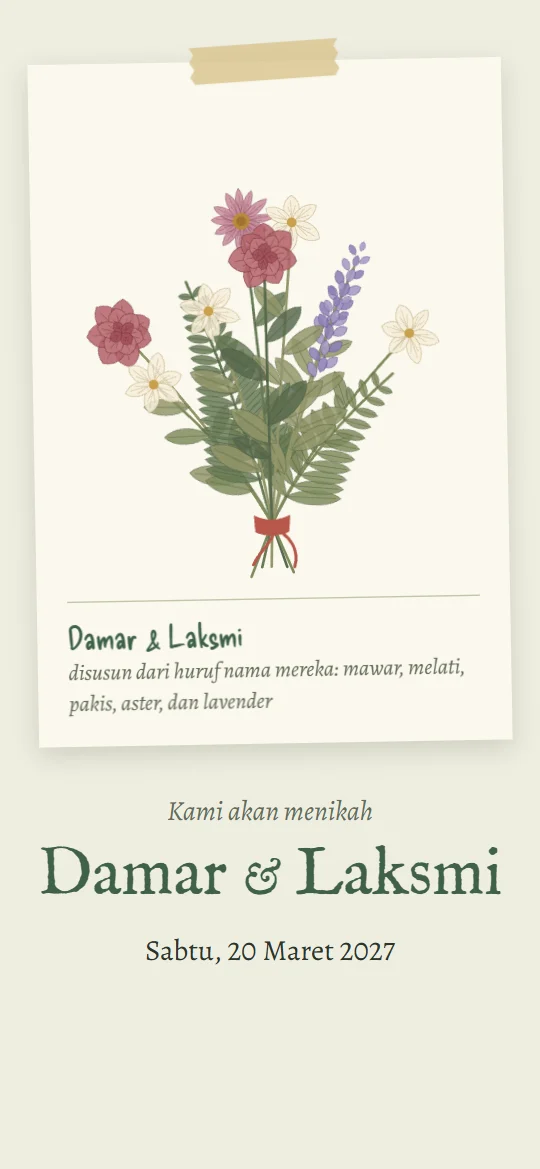 Damar & Laksmi
disusun dari huruf nama mereka: mawar, melati,
pakis, aster, dan lavender
Kami akan menikah
Damar & Laksmi
Sabtu, 20 Maret 2027